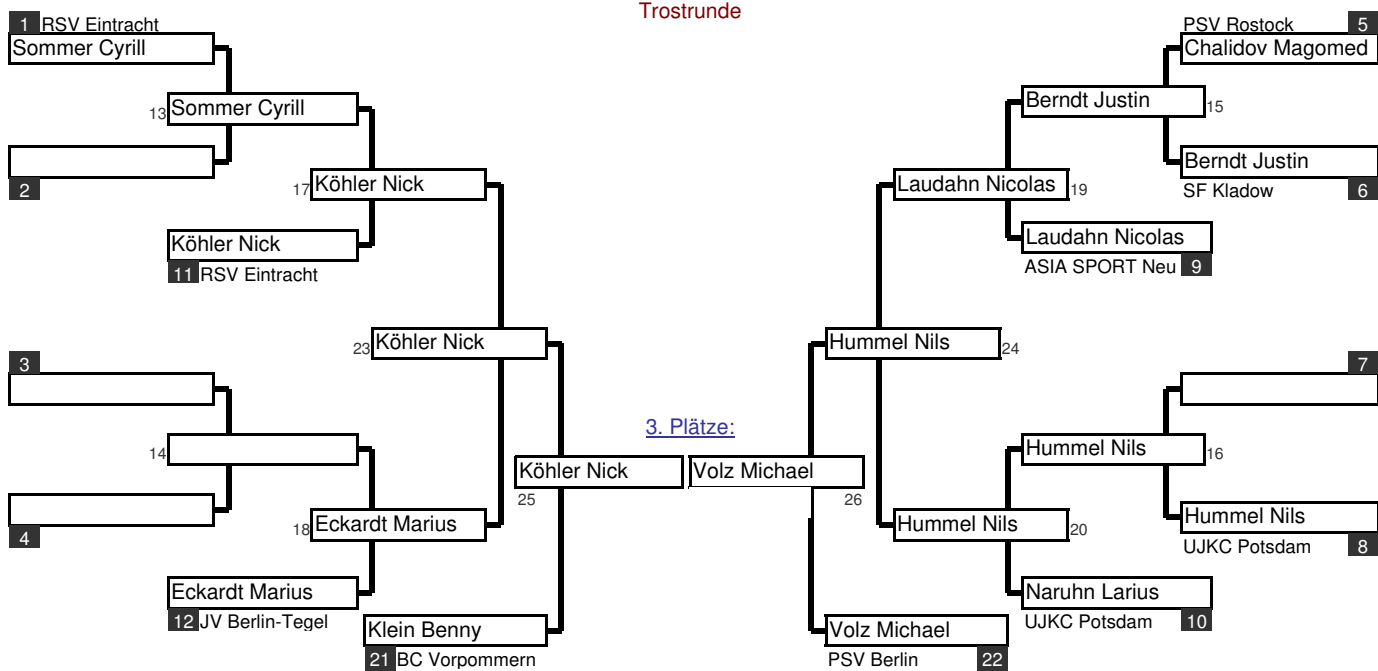 Trostrunde
1 RSV Eintracht
Sommer Cyrill
13 Sommer Cyrill
2
17 Köhler Nick
Köhler Nick
11 RSV Eintracht
23 Köhler Nick
3
14
4
18 Eckardt Marius
Eckardt Marius
12 JV Berlin-Tegel
Klein Benny
21 BC Vorpommern
3. Plätze:
Köhler Nick
25
Volz Michael
26
PSV Rostock 5
Chalidov Magomed
Berndt Justin 15
Berndt Justin
SF Kladow 6
Laudahn Nicolas 19
Laudahn Nicolas
ASIA SPORT Neu 9
Hummel Nils 24
7
Hummel Nils 16
Hummel Nils
UJKC Potsdam 8
Hummel Nils 20
Naruhn Larius
UJKC Potsdam 10
Volz Michael
PSV Berlin 22